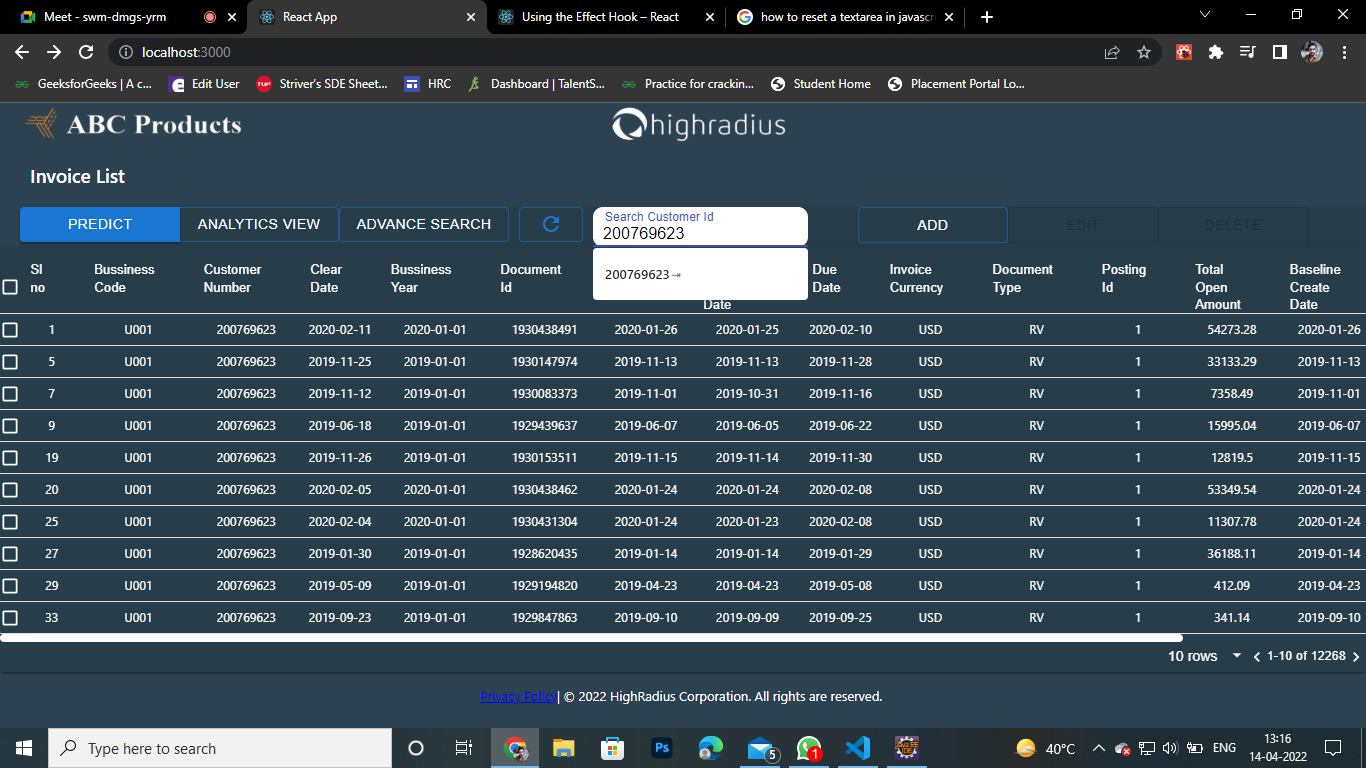 Meet - swm-dmgs-yrm React App Using the Effect Hook – React how to reset a textarea in javascri
localhost:3000
GeeksforGeeks | A c... Edit User Striver's SDE Sheet... HRC Dashboard | TalentS... Practice for crackin... Student Home Placement Portal Lo...
ABC Products highradius
Invoice List
PREDICT ANALYTICS VIEW ADVANCE SEARCH Search Customer Id 200769623 ADD EDIT DELETE
200769623
Sl no Bussiness Code Customer Number Clear Date Bussiness Year Document Id Date Due Date Invoice Currency Document Type Posting Id Total Open Amount Baseline Create Date
1 U001 200769623 2020-02-11 2020-01-01 1930438491 2020-01-26 2020-01-25 2020-02-10 USD RV 1 54273.28 2020-01-26
5 U001 200769623 2019-11-25 2019-01-01 1930147974 2019-11-13 2019-11-13 2019-11-28 USD RV 1 33133.29 2019-11-13
7 U001 200769623 2019-11-12 2019-01-01 1930083373 2019-11-01 2019-10-31 2019-11-16 USD RV 1 7358.49 2019-11-01
9 U001 200769623 2019-06-18 2019-01-01 1929439637 2019-06-07 2019-06-05 2019-06-22 USD RV 1 15995.04 2019-06-07
19 U001 200769623 2019-11-26 2019-01-01 1930153511 2019-11-15 2019-11-14 2019-11-30 USD RV 1 12819.5 2019-11-15
20 U001 200769623 2020-02-05 2020-01-01 1930438462 2020-01-24 2020-01-24 2020-02-08 USD RV 1 53349.54 2020-01-24
25 U001 200769623 2020-02-04 2020-01-01 1930431304 2020-01-24 2020-01-23 2020-02-08 USD RV 1 11307.78 2020-01-24
27 U001 200769623 2019-01-30 2019-01-01 1928620435 2019-01-14 2019-01-14 2019-01-29 USD RV 1 36188.11 2019-01-14
29 U001 200769623 2019-05-09 2019-01-01 1929194820 2019-04-23 2019-04-23 2019-05-08 USD RV 1 412.09 2019-04-23
33 U001 200769623 2019-09-23 2019-01-01 1929847863 2019-09-10 2019-09-09 2019-09-25 USD RV 1 341.14 2019-09-10
10 rows 1-10 of 12268
Privacy Policy| © 2022 HighRadius Corporation. All rights are reserved.
Type here to search Ps 5 1 40°C ENG 13:16
14-04-2022